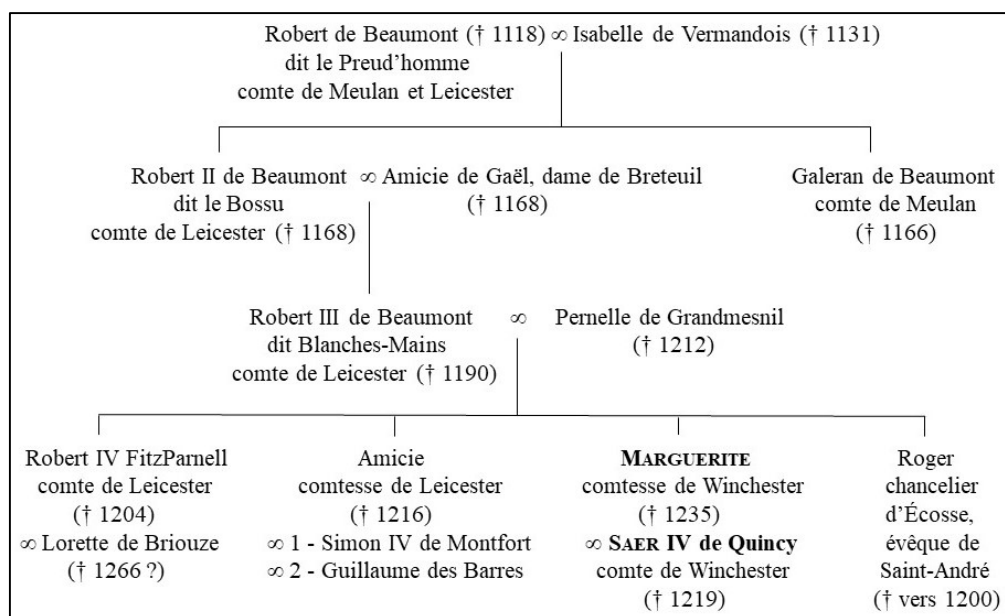 Robert de Beaumont († 1118) ∞ Isabelle de Vermandois († 1131)
dit le Preud’homme
comte de Meulan et Leicester
Robert II de Beaumont ∞ Amicie de Gaël, dame de Breteuil
dit le Bossu († 1168)
comte de Leicester († 1168)
Galeran de Beaumont
comte de Meulan
(† 1166)
Robert III de Beaumont ∞ Pernelle de Grandmesnil
dit Blanches-Mains († 1212)
comte de Leicester († 1190)
Robert IV FitzParnell
comte de Leicester
(† 1204)
∞ Lorette de Briouze
(† 1266 ?)
Amicie
comtesse de Leicester
(† 1216)
∞ 1 - Simon IV de Montfort
∞ 2 - Guillaume des Barres
MARGUERITE
comtesse de Winchester
(† 1235)
∞ SAER IV de Quincy
comte de Winchester
(† 1219)
Roger
chancelier
d’Écosse,
évêque de
Saint-André
(† vers 1200)